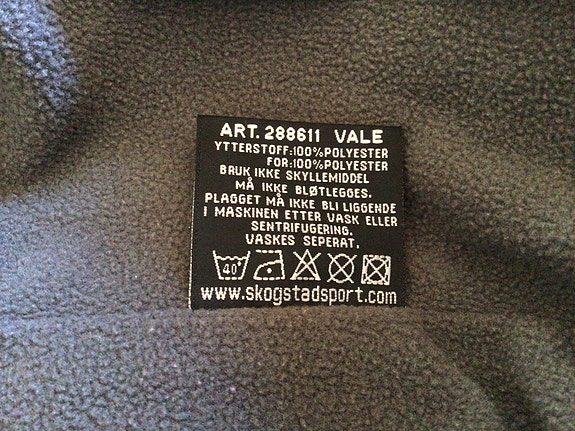 ART. 288611 VALE
YTTERSTOFF:100%POLYESTER
FOR:100%POLYESTER
BRUK IKKE SKYLLEMIDDEL
MÅ IKKE BLØTLEGGES.
PLAGGET MÅ IKKE BLI LIGGENDE
I MASKINEN ETTER VASK ELLER
SENTRIFUGERING.
VASKES SEPERAT.
40
www.skogstadsport.com